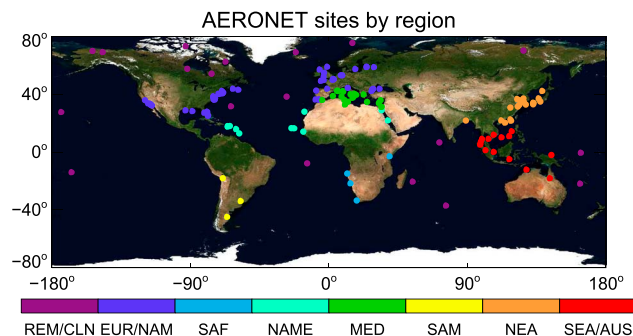 AERONET sites by region
80°
40°
0°
−40°
−80°
−180° −90° 0° 90° 180°
REM/CLN EUR/NAM SAF NAME MED SAM NEA SEA/AUS